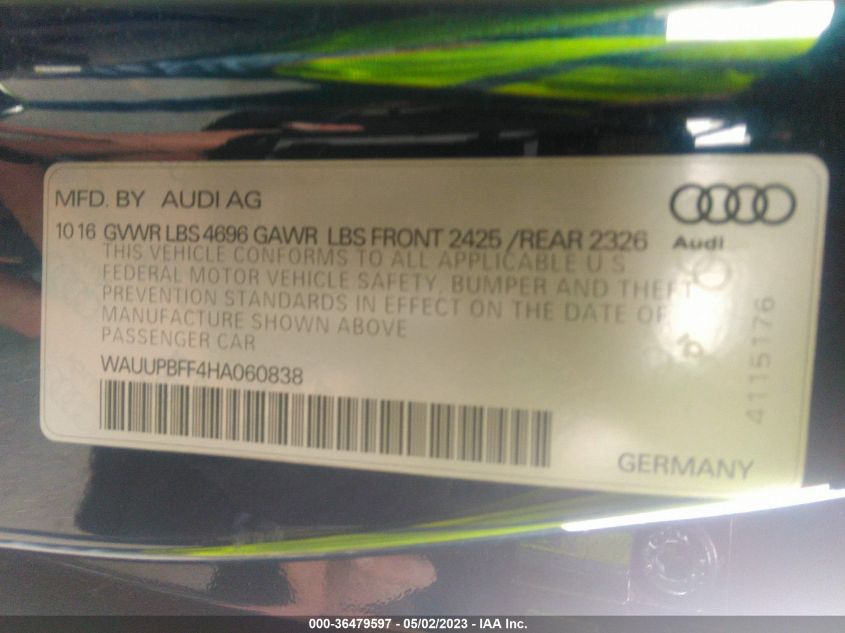 MFD. BY AUDI AG
10 16 GVWR LBS 4696 GAWR LBS FRONT 2425 /REAR 2326
Audi
THIS VEHICLE CONFORMS TO ALL APPLICABLE U S
FEDERAL MOTOR VEHICLE SAFETY, BUMPER AND THEFT
PREVENTION STANDARDS IN EFFECT ON THE DATE OF
MANUFACTURE SHOWN ABOVE
PASSENGER CAR
WAUUPBFF4HA060838
4115176
GERMANY
000-36479597 - 05/02/2023 - IAA Inc.